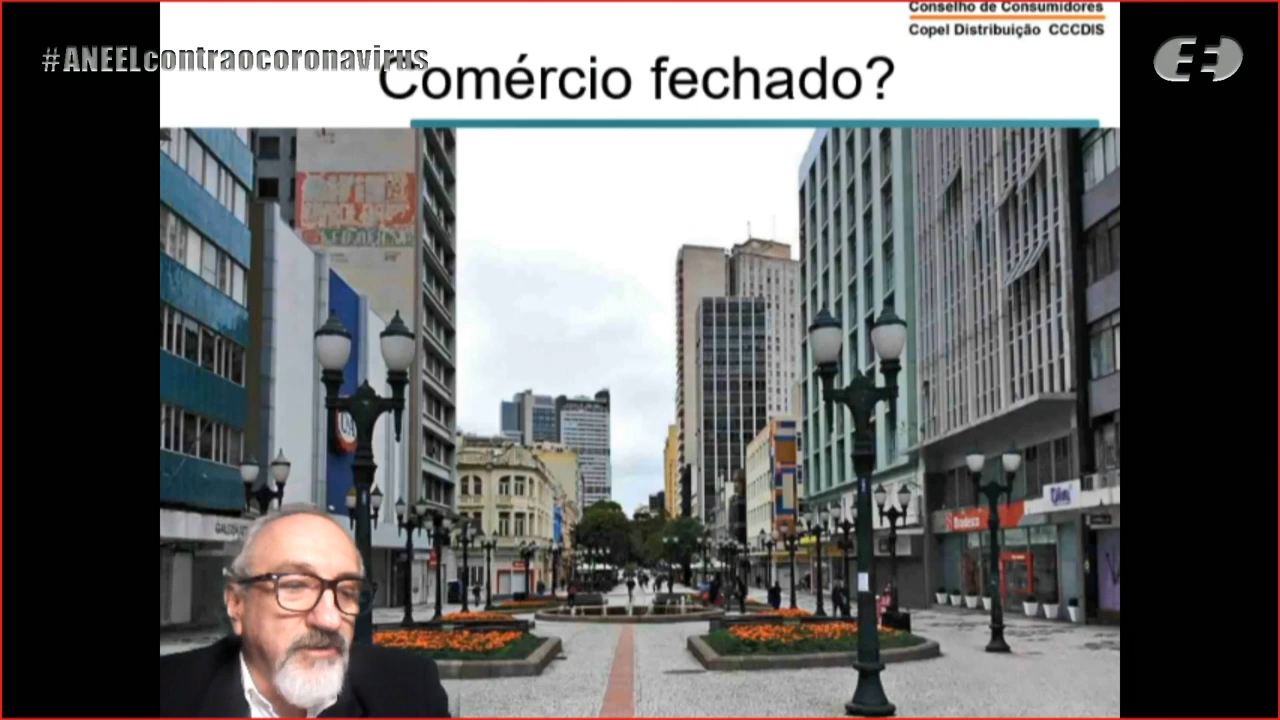 Conselho de Consumidores
Copel Distribuição CCCDIS
#ANEELcontraocoronavirus
Comércio fechado?
Bradesco